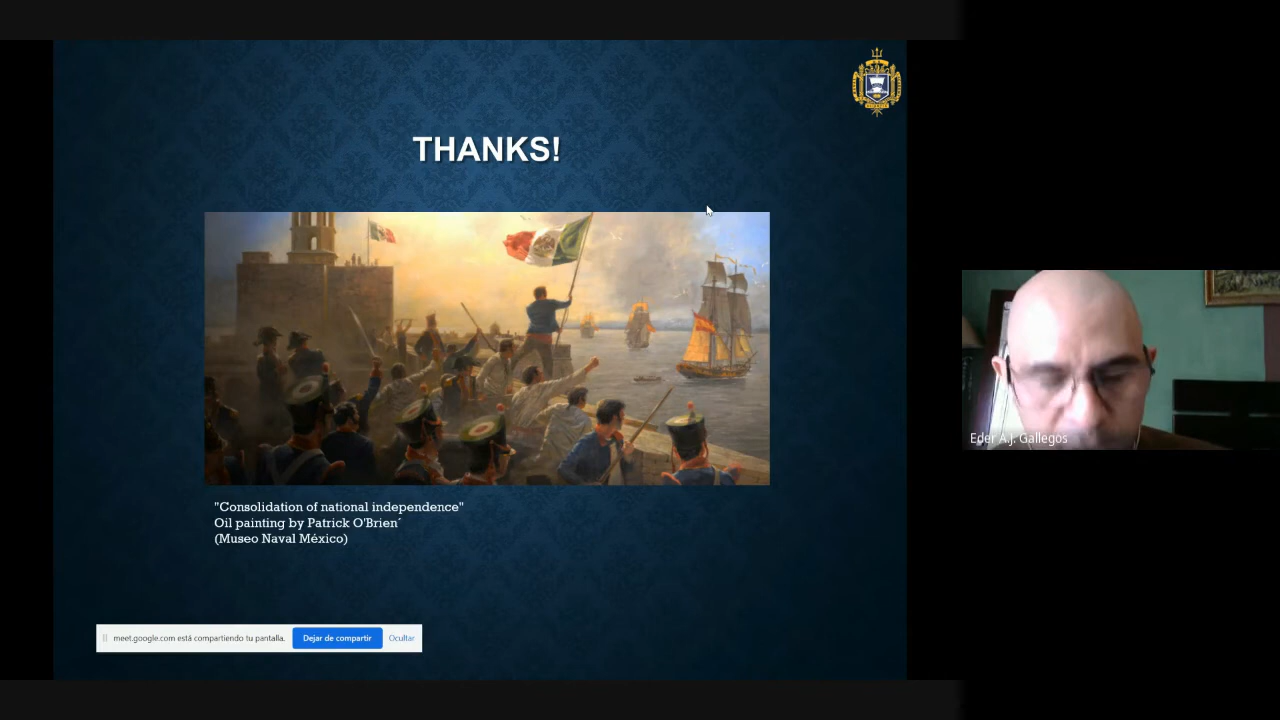 THANKS!
"Consolidation of national independence"
Oil painting by Patrick O'Brien´
(Museo Naval México)
Eder A.J. Gallegos
meet.google.com está compartiendo tu pantalla. Dejar de compartir Ocultar